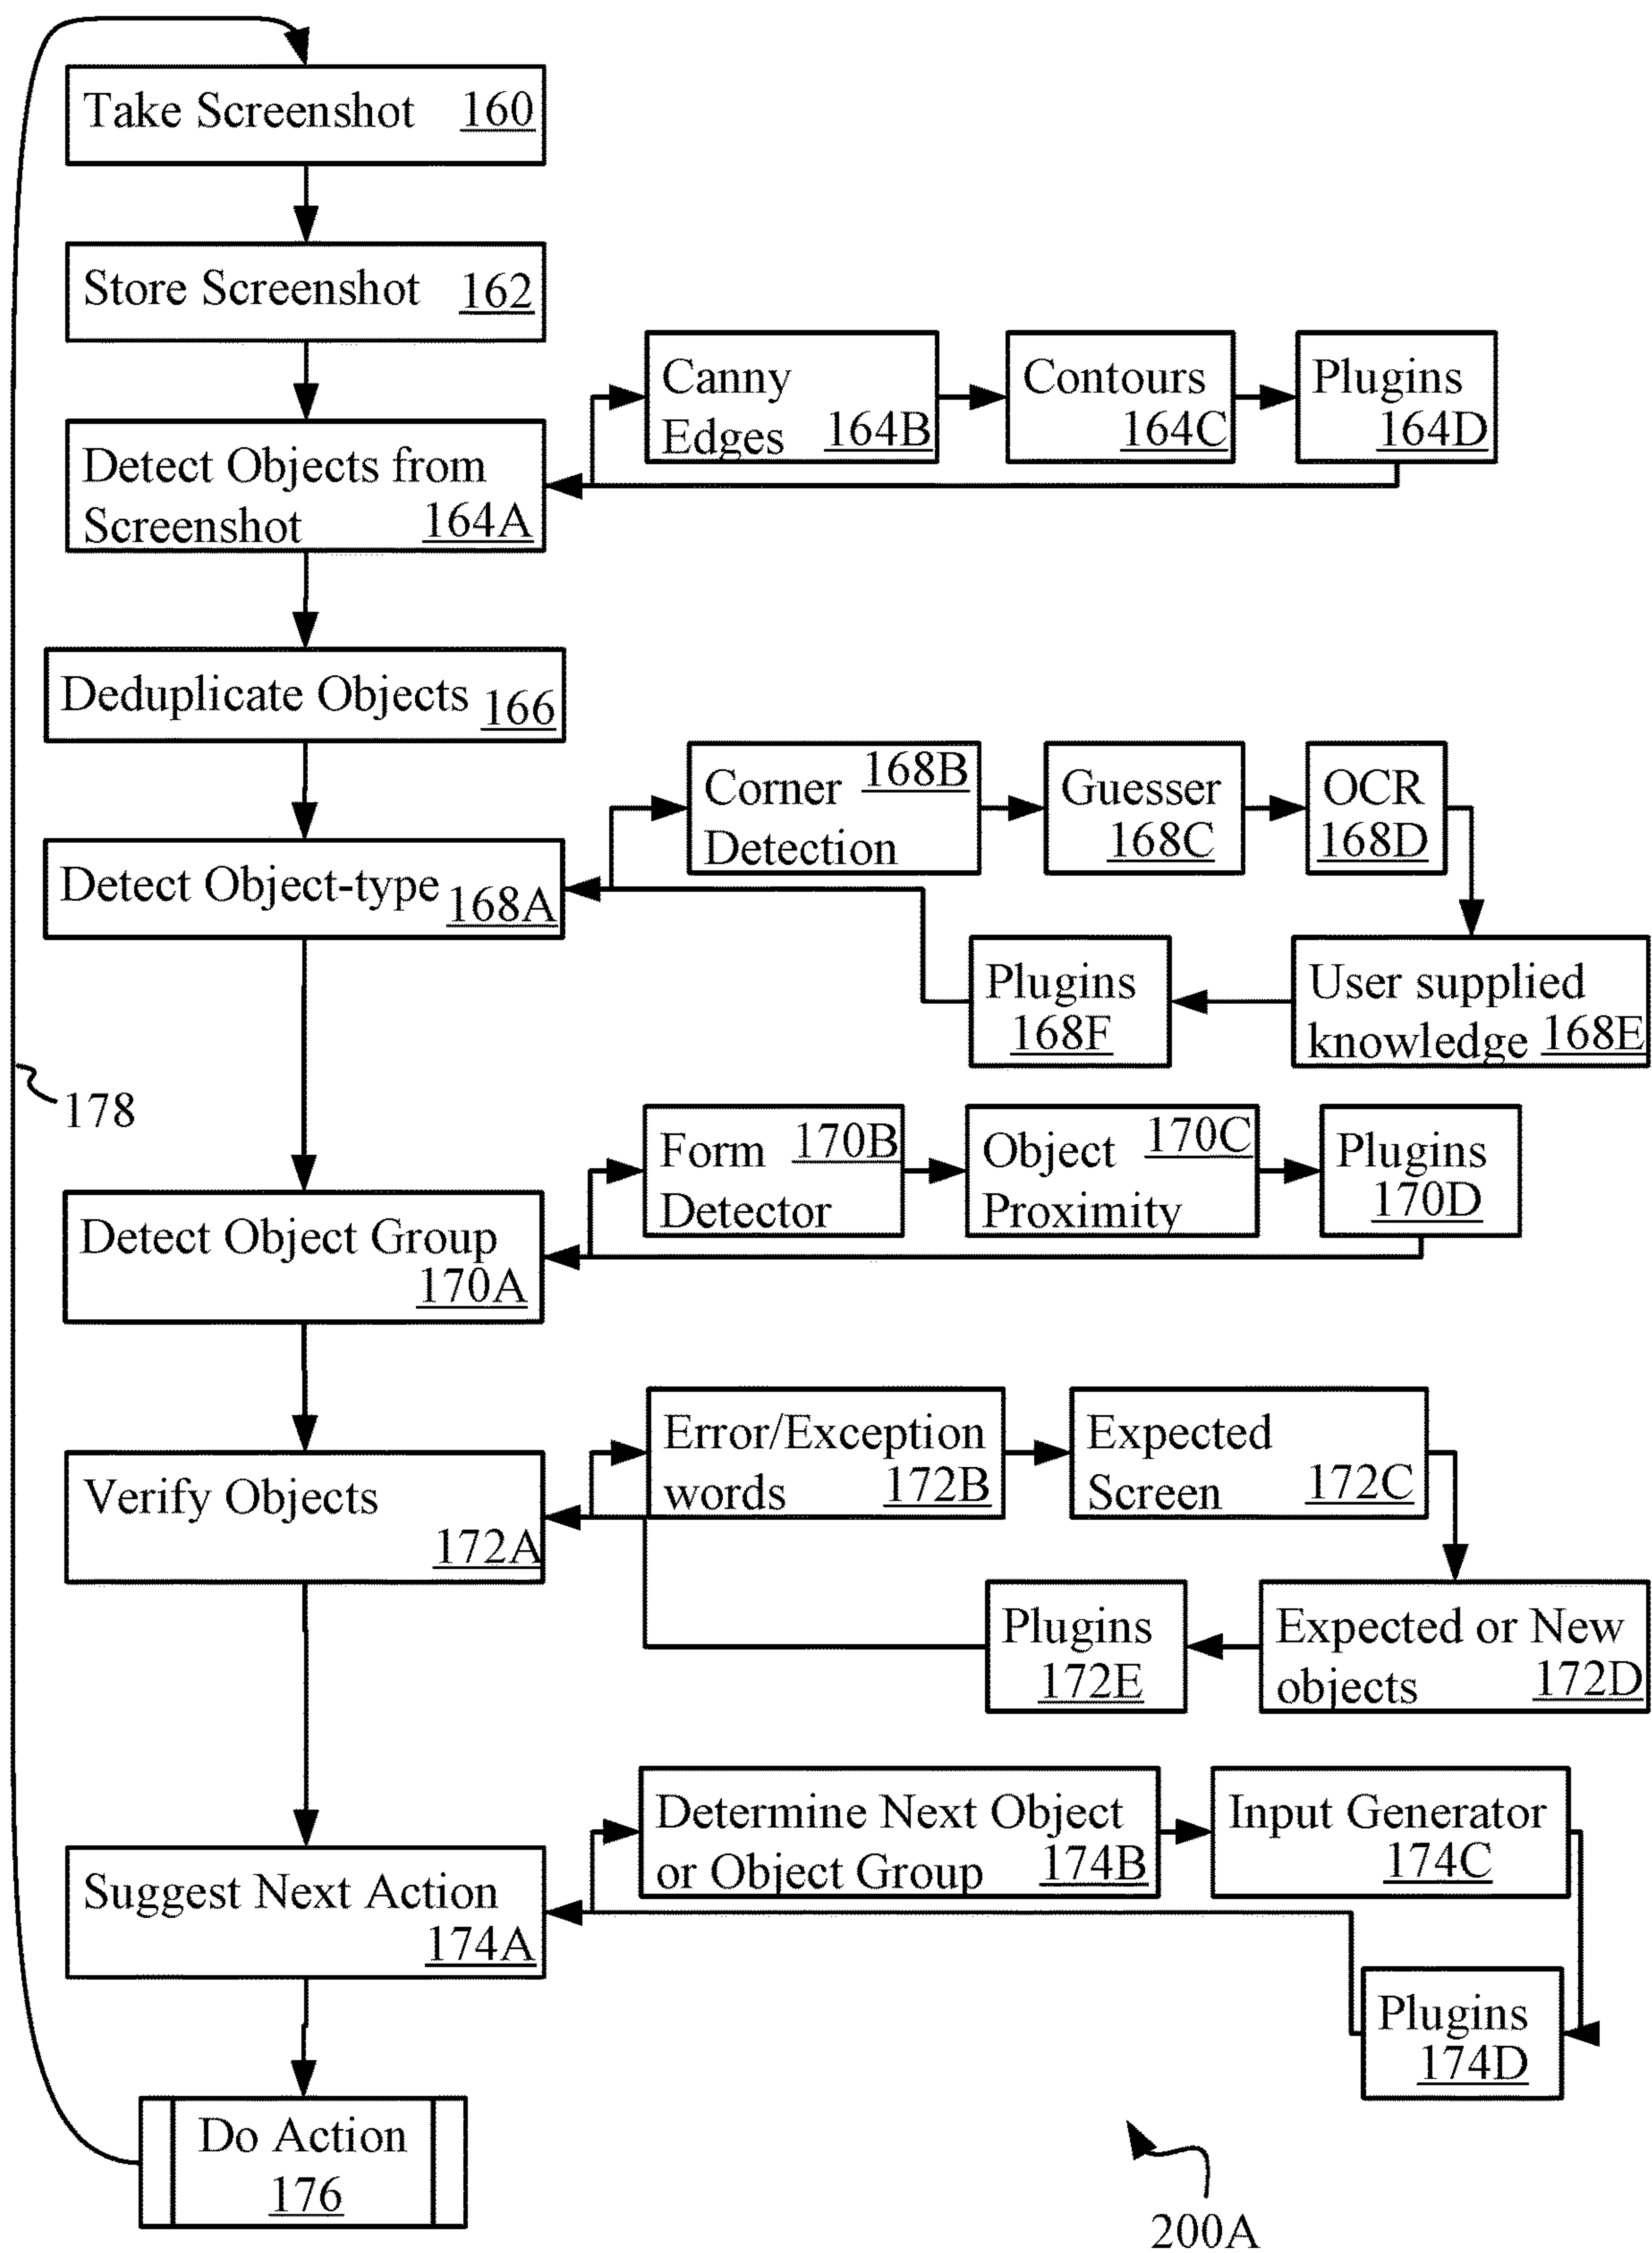 Take Screenshot 160
Store Screenshot 162
Canny
Edges 164B
Contours
164C
Plugins
164D
Detect Objects from
Screenshot 164A
Deduplicate Objects 166
Corner 168B
Detection
Guesser
168C
OCR
168D
Detect Object-type 168A
Plugins
168F
User supplied
knowledge 168E
178
Form 170B
Detector
Object 170C
Proximity
Plugins
170D
Detect Object Group
170A
Error/Exception
words 172B
Expected
Screen 172C
Verify Objects
172A
Plugins
172E
Expected or New
objects 172D
Determine Next Object
or Object Group 174B
Input Generator
174C
Suggest Next Action
174A
Plugins
174D
Do Action
176
200A